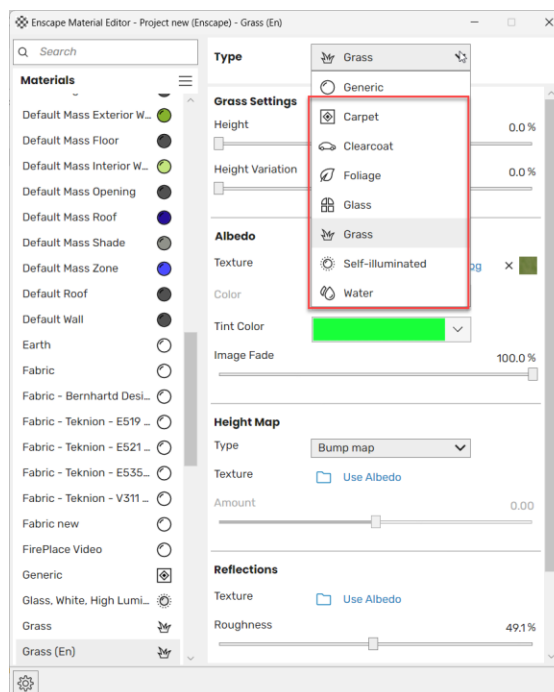 Enscape Material Editor - Project new (Enscape) - Grass (En)
Search
Materials
Default Mass Exterior W...
Default Mass Floor
Default Mass Interior W...
Default Mass Opening
Default Mass Roof
Default Mass Shade
Default Mass Zone
Default Roof
Default Wall
Earth
Fabric
Fabric - Bernhartd Desi...
Fabric - Teknion - E519 ...
Fabric - Teknion - E521 ...
Fabric - Teknion - E535...
Fabric - Teknion - V311 ...
Fabric new
FirePlace Video
Generic
Glass, White, High Lumi...
Grass
Grass (En)
Type
Grass
Generic
Carpet
Clearcoat
Foliage
Glass
Grass
Self-illuminated
Water
Grass Settings
Height
0.0 %
Height Variation
0.0 %
Albedo
Texture
pg
Color
Tint Color
Image Fade
100.0 %
Height Map
Type
Bump map
Texture
Use Albedo
Amount
0.00
Reflections
Texture
Use Albedo
Roughness
49.1 %